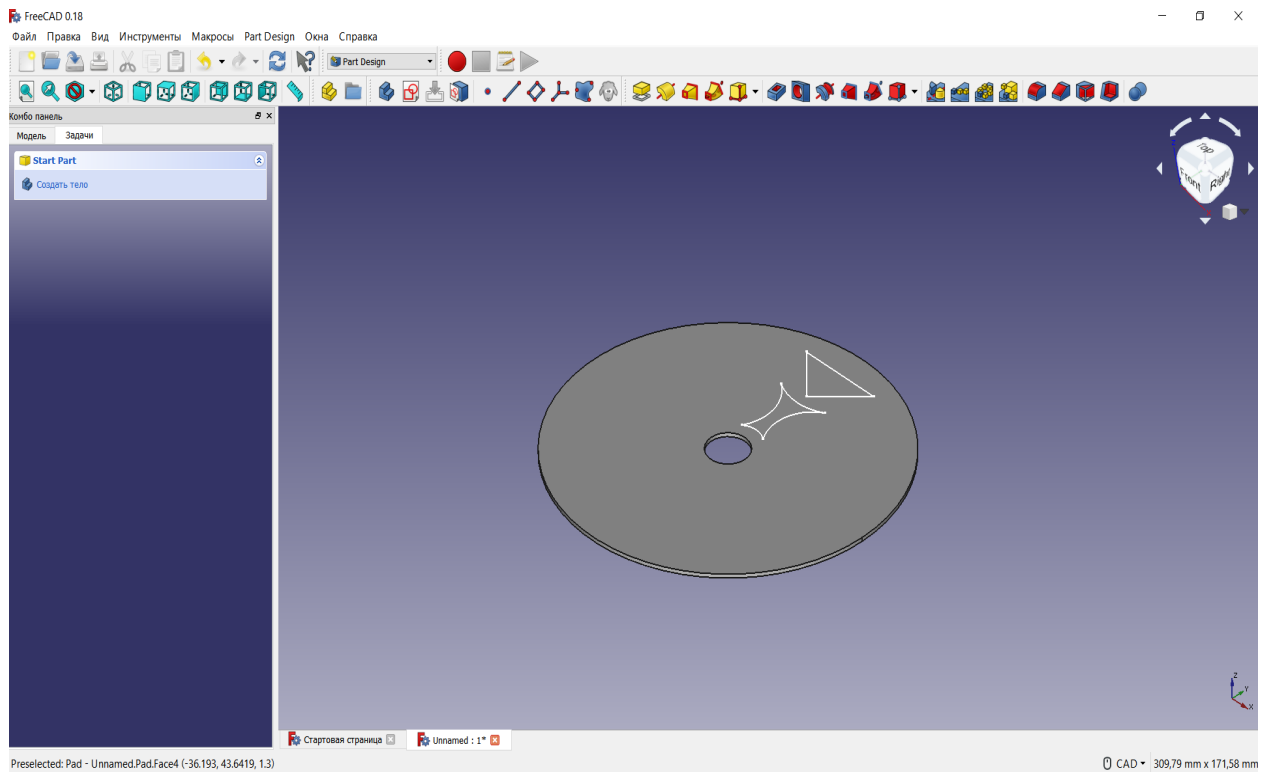 FreeCAD 0.18
Файл Правка Вид Инструменты Макросы Part Design Окна Справка
Part Design
Комбо панель
Модель Задачи
Start Part
Создать тело
Top
Front Right
Z
Z
Y
X
Стартовая страница Unnamed : 1*
Preselected: Pad - Unnamed.Pad.Face4 (-36.193, 43.6419, 1.3) CAD 309,79 mm x 171,58 mm